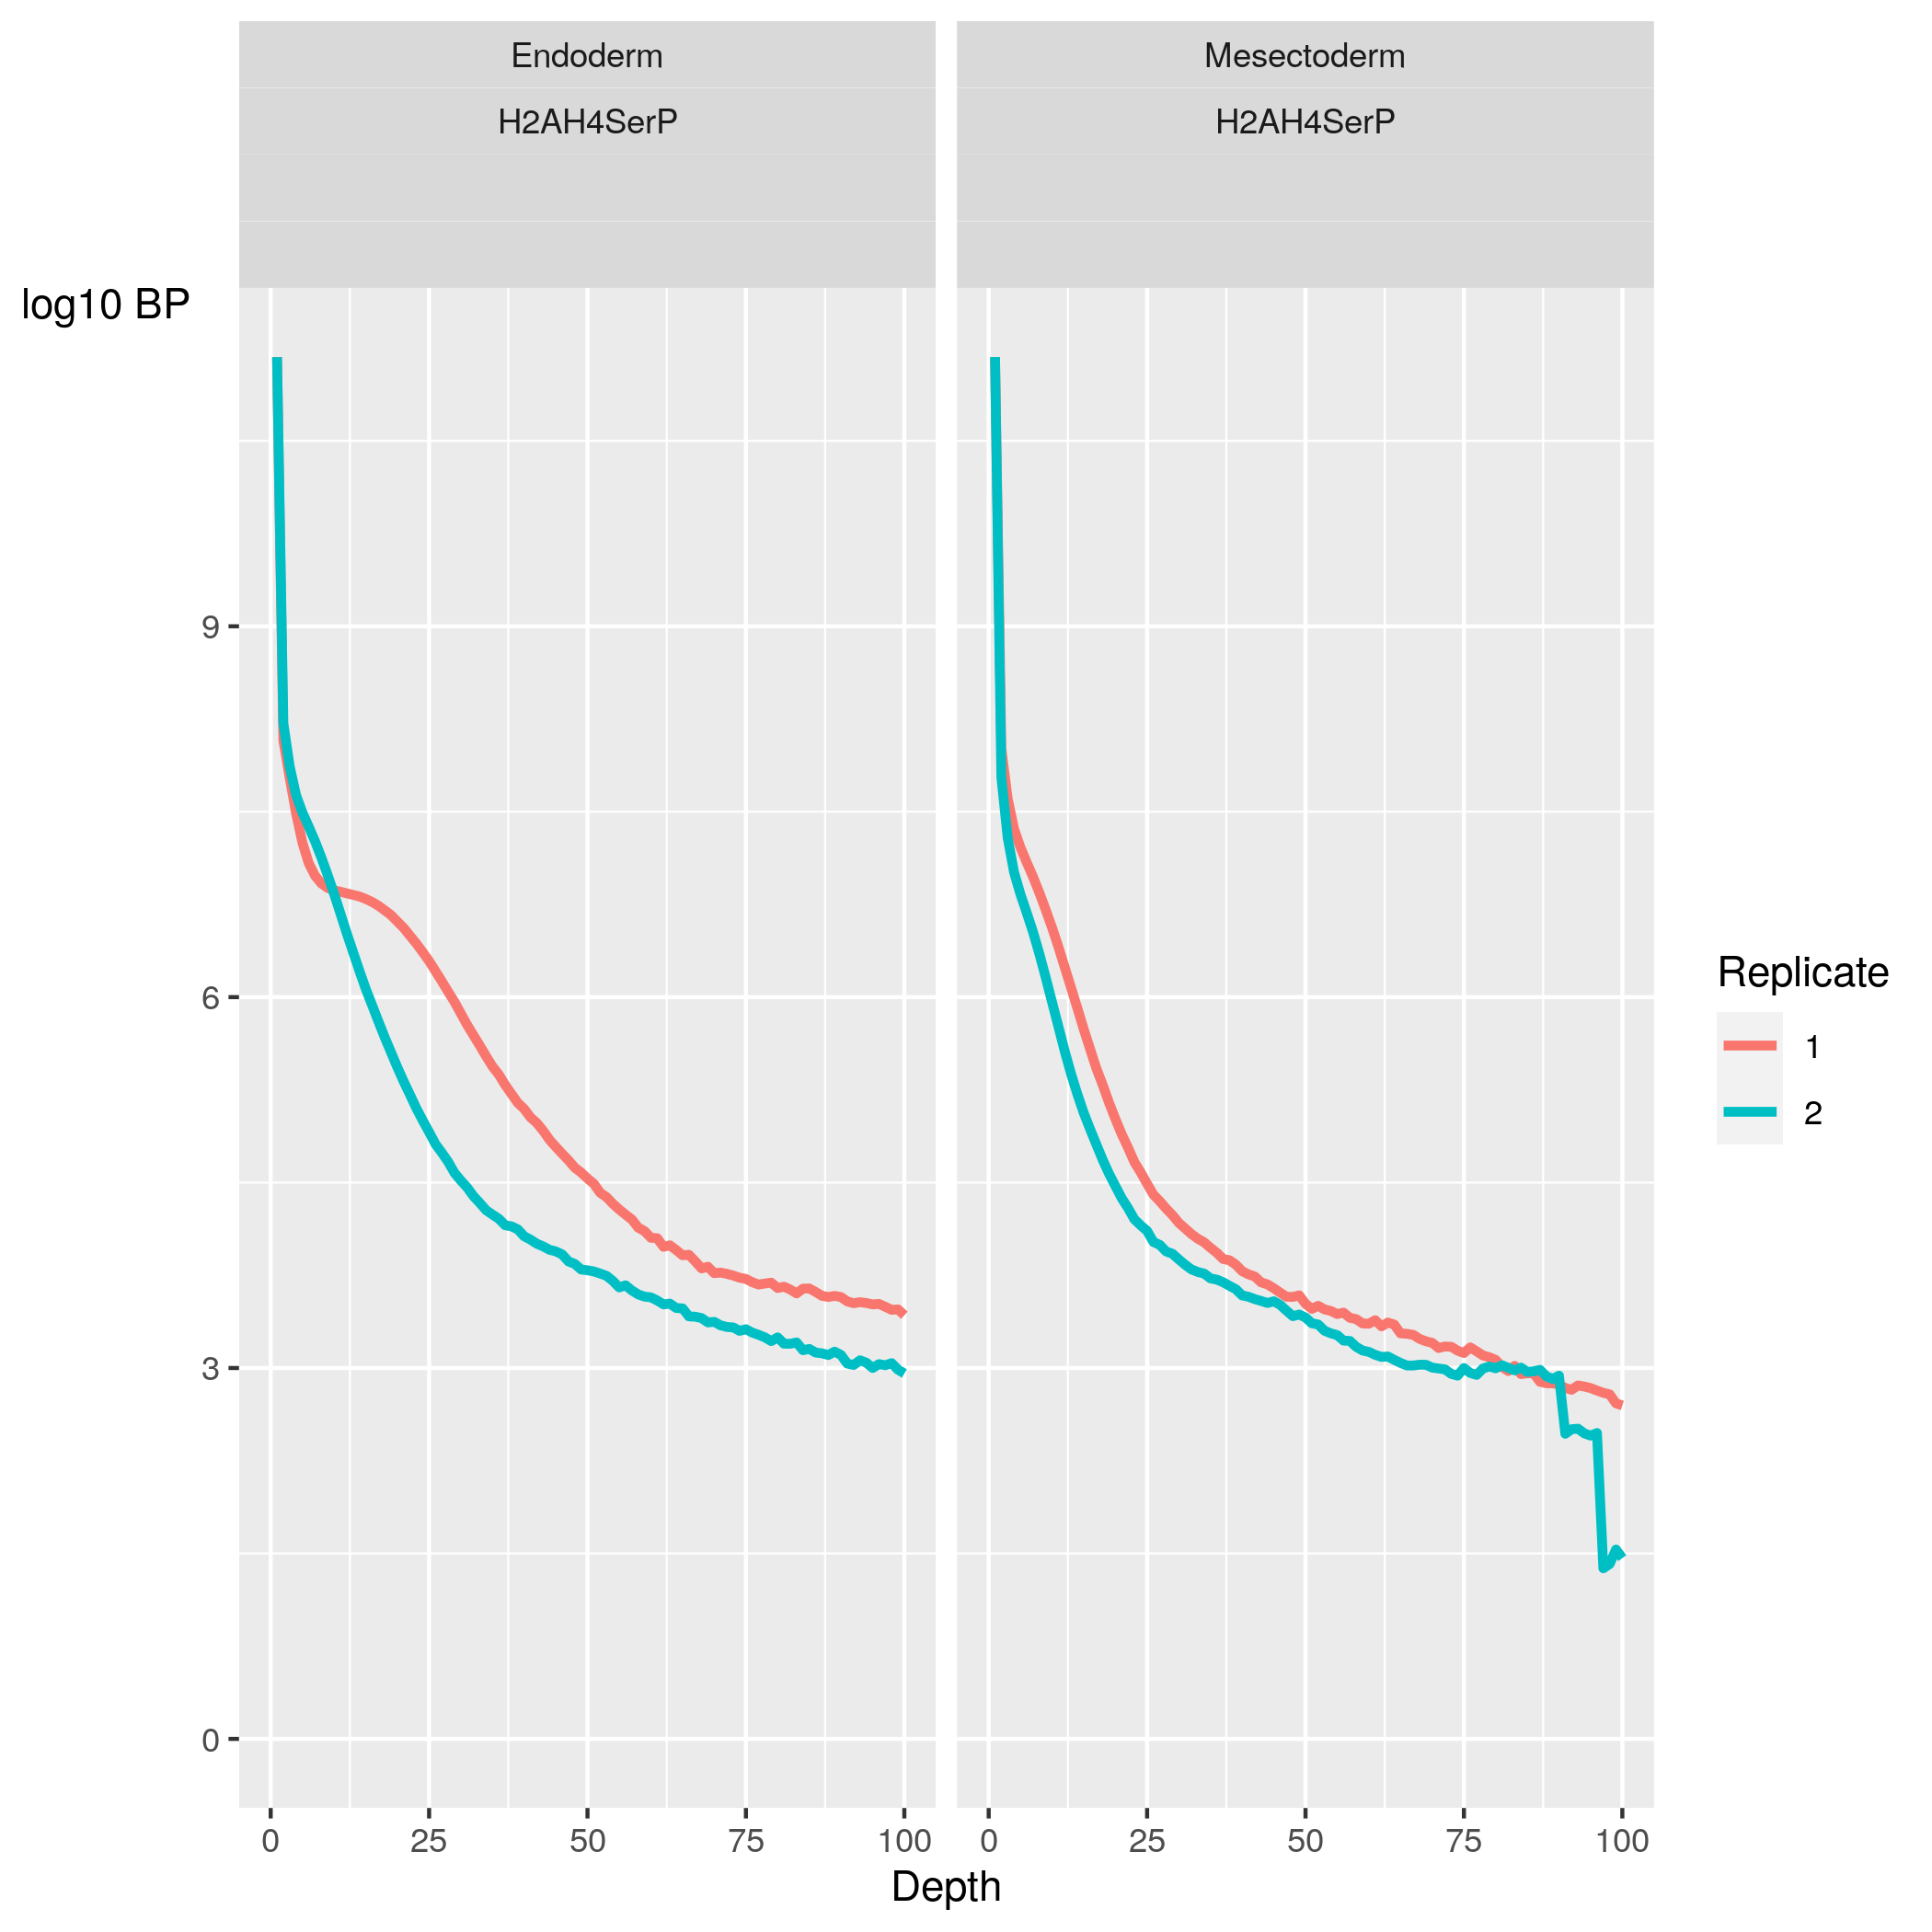 Endoderm
Mesectoderm
H2AH4SerP
H2AH4SerP
log10 BP
9
6
3
0
0 25 50 75 100
0 25 50 75 100
Depth
Replicate
1
2